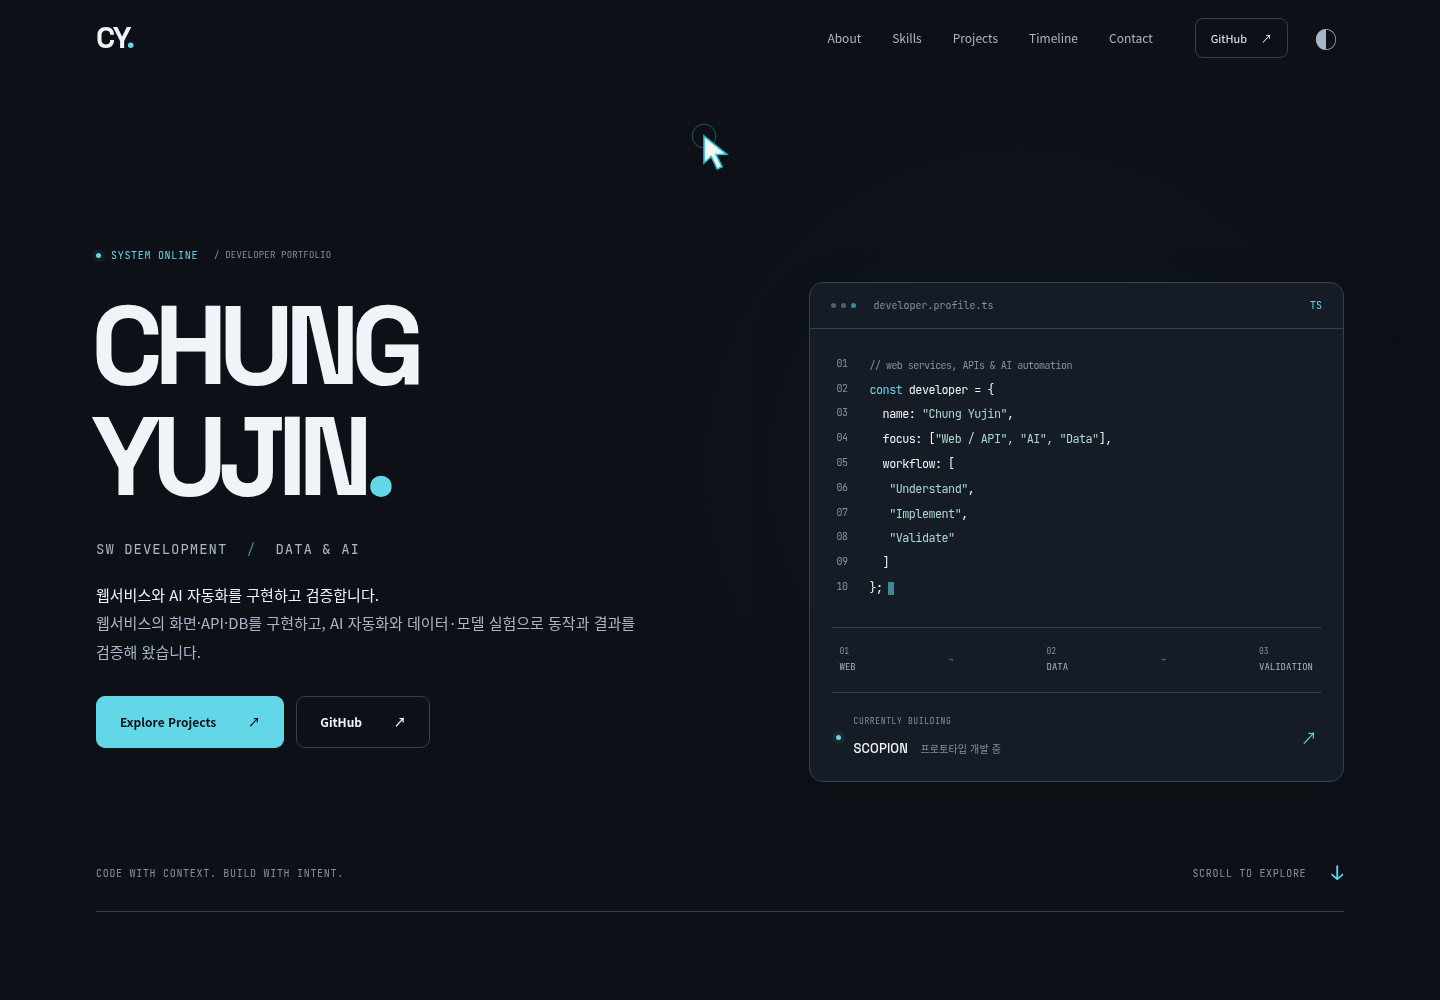 CY.
About Skills Projects Timeline Contact GitHub ↗
SYSTEM ONLINE / DEVELOPER PORTFOLIO
CHUNG
YUJIN.
SW DEVELOPMENT / DATA & AI
웹서비스와 AI 자동화를 구현하고 검증합니다.
웹서비스의 화면·API·DB를 구현하고, AI 자동화와 데이터·모델 실험으로 동작과 결과를
검증해 왔습니다.
Explore Projects ↗ GitHub ↗
developer.profile.ts TS
01 // web services, APIs & AI automation
02 const developer = {
03 name: "Chung Yujin",
04 focus: ["Web / API", "AI", "Data"],
05 workflow: [
06 "Understand",
07 "Implement",
08 "Validate"
09 ]
10 };
01 → 02 → 03
WEB DATA VALIDATION
CURRENTLY BUILDING
SCOPION 프로토타입 개발 중 ↗
CODE WITH CONTEXT. BUILD WITH INTENT.
SCROLL TO EXPLORE ↓